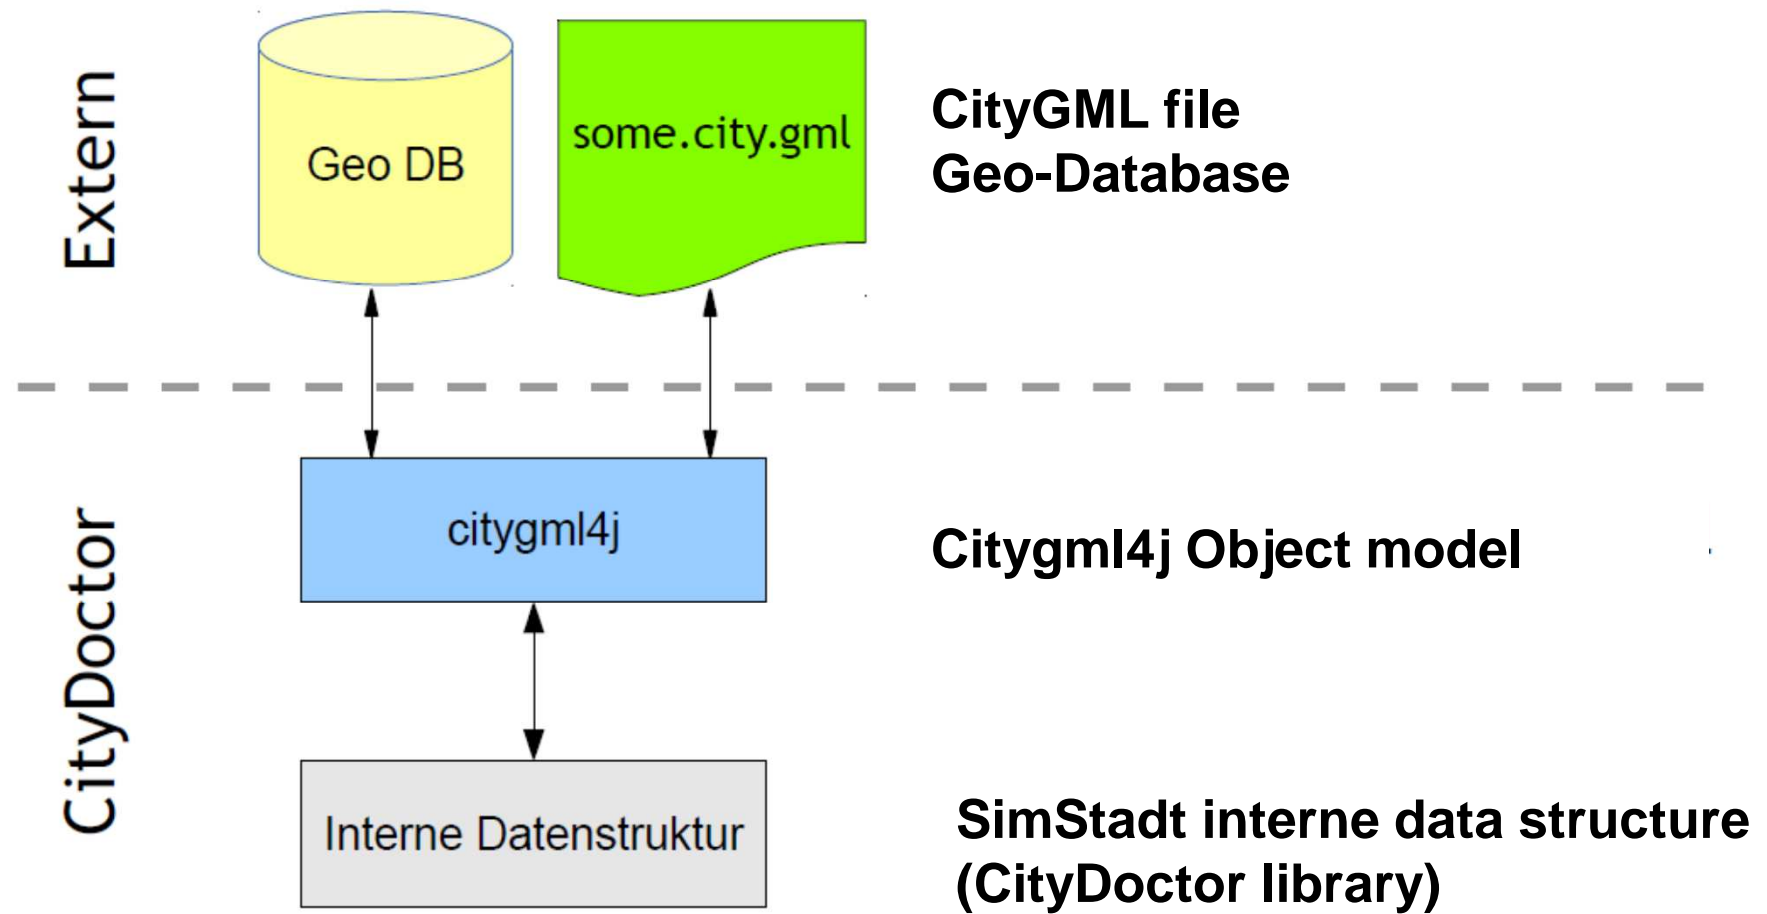 Extern
Geo DB
some.city.gml
CityGML file
Geo-Database
CityDoctor
citygml4j
Citygml4j Object model
Interne Datenstruktur
SimStadt interne data structure
(CityDoctor library)